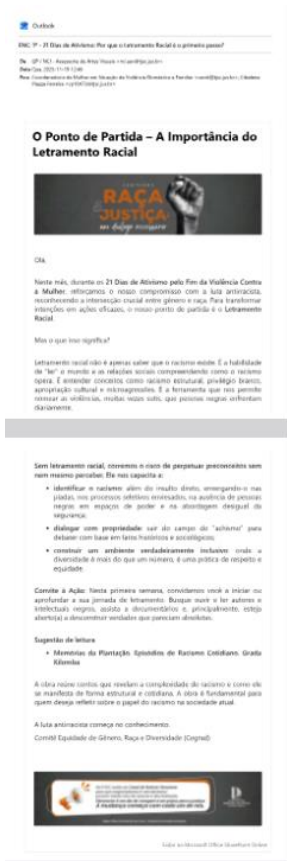 Outlook
ENC: 1º - 21 Dias de Ativismo: Por que o Letramento Racial é o primeiro passo?
O Ponto de Partida – A Importância do
Letramento Racial
RAÇA
JUSTIÇA
um diálogo necessário
Olá,
Neste mês, durante os 21 Dias de Ativismo pelo Fim da Violência Contra
a Mulher, reforçamos o nosso compromisso com a luta antirracista,
reconhecendo a intersecção crucial entre gênero e raça. Para transformar
intenções em ações eficazes, o nosso ponto de partida é o Letramento
Racial.
Mas o que isso significa?
Letramento racial não é apenas saber que o racismo existe. É a habilidade
de "ler" o mundo e as relações sociais compreendendo como o racismo
opera. É entender conceitos como racismo estrutural, privilégio branco,
apropriação cultural e microagressões. É a ferramenta que nos permite
nomear as violências, muitas vezes sutis, que pessoas negras enfrentam
diariamente.
Sem letramento racial, corremos o risco de perpetuar preconceitos sem
nem mesmo perceber. Ele nos capacita a:
• identificar o racismo: além do insulto direto, enxergando-o nas
piadas, nos processos seletivos enviesados, na ausência de pessoas
negras em espaços de poder e na abordagem desigual da
segurança;
• dialogar com propriedade: sair do campo do "achismo" para
debater com base em fatos históricos e sociológicos;
• construir um ambiente verdadeiramente inclusivo: onde a
diversidade é mais do que um número, é uma prática de respeito e
equidade.
Convite à Ação: Nesta primeira semana, convidamos você a iniciar ou
aprofundar a sua jornada de letramento. Busque ouvir e ler autores e
intelectuais negros, assista a documentários e, principalmente, esteja
aberto(a) a desconstruir verdades que pareciam absolutas.
Sugestão de leitura
• Memórias da Plantação: Episódios de Racismo Cotidiano, Grada
Kilomba
A obra reúne contos que revelam a complexidade do racismo e como ele
se manifesta de forma estrutural e cotidiana. A obra é fundamental para
quem deseja refletir sobre o papel do racismo na sociedade atual.
A luta antirracista começa no conhecimento.
Comitê Equidade de Gênero, Raça e Diversidade (Cograd)
A mudança começa com cada um de nós.